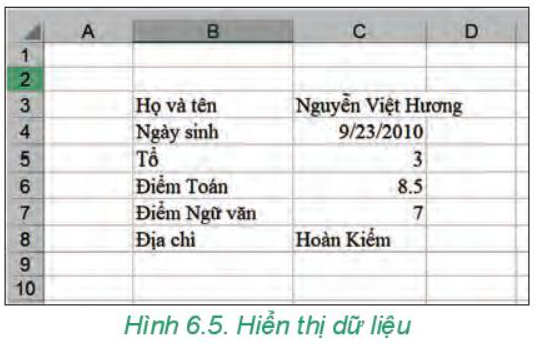 A B C D
1
2
3 Họ và tên Nguyễn Việt Hương
4 Ngày sinh 9/23/2010
5 Tổ 3
6 Điểm Toán 8.5
7 Điểm Ngữ văn 7
8 Địa chỉ Hoàn Kiếm
9
10
Hình 6.5. Hiển thị dữ liệu